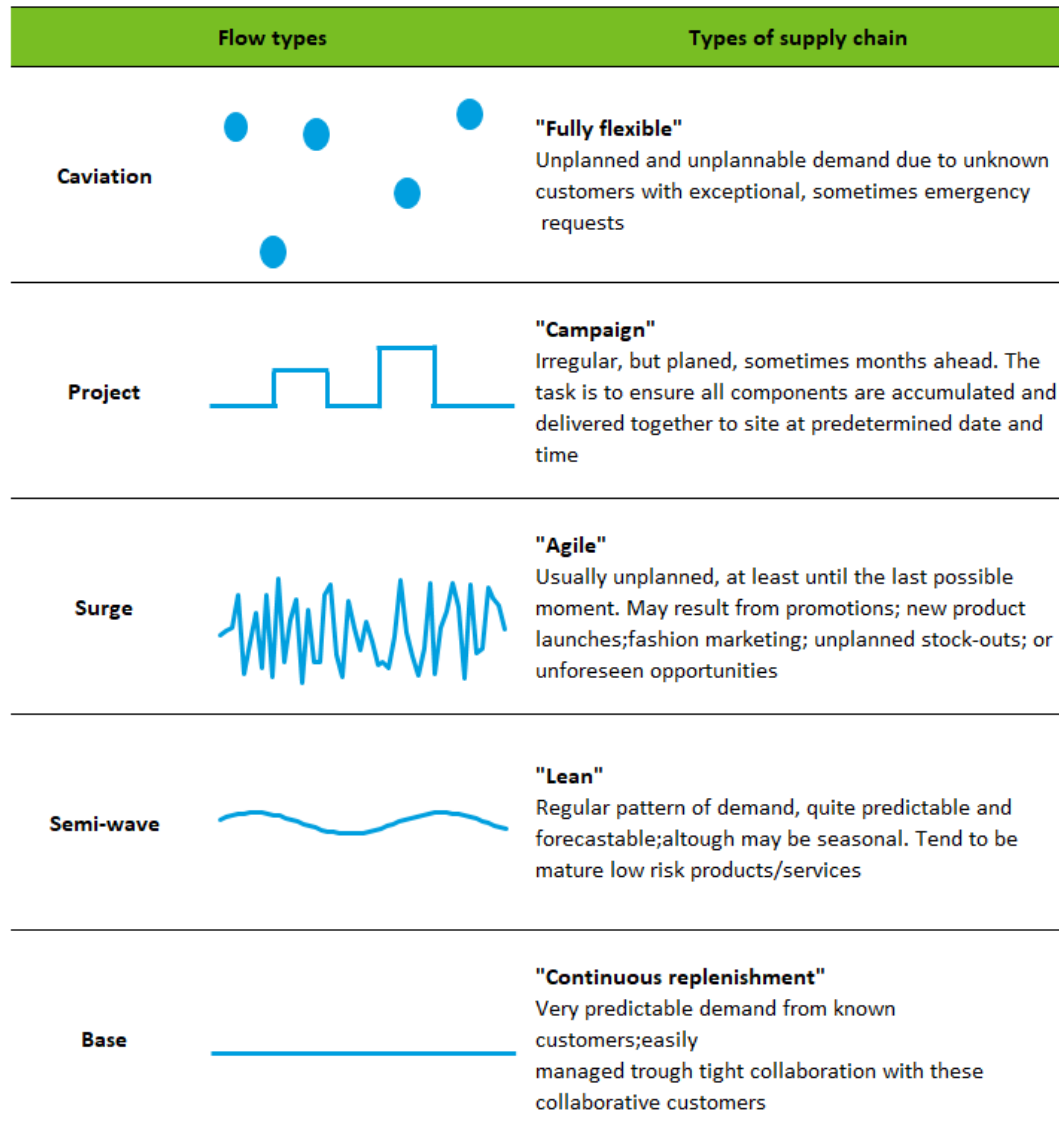 Flow types
Types of supply chain
Caviation
"Fully flexible"
Unplanned and unplannable demand due to unknown
customers with exceptional, sometimes emergency
requests
Project
"Campaign"
Irregular, but planed, sometimes months ahead. The
task is to ensure all components are accumulated and
delivered together to site at predetermined date and
time
Surge
"Agile"
Usually unplanned, at least until the last possible
moment. May result from promotions; new product
launches;fashion marketing; unplanned stock-outs; or
unforeseen opportunities
Semi-wave
"Lean"
Regular pattern of demand, quite predictable and
forecastable;altough may be seasonal. Tend to be
mature low risk products/services
Base
"Continuous replenishment"
Very predictable demand from known
customers;easily
managed trough tight collaboration with these
collaborative customers